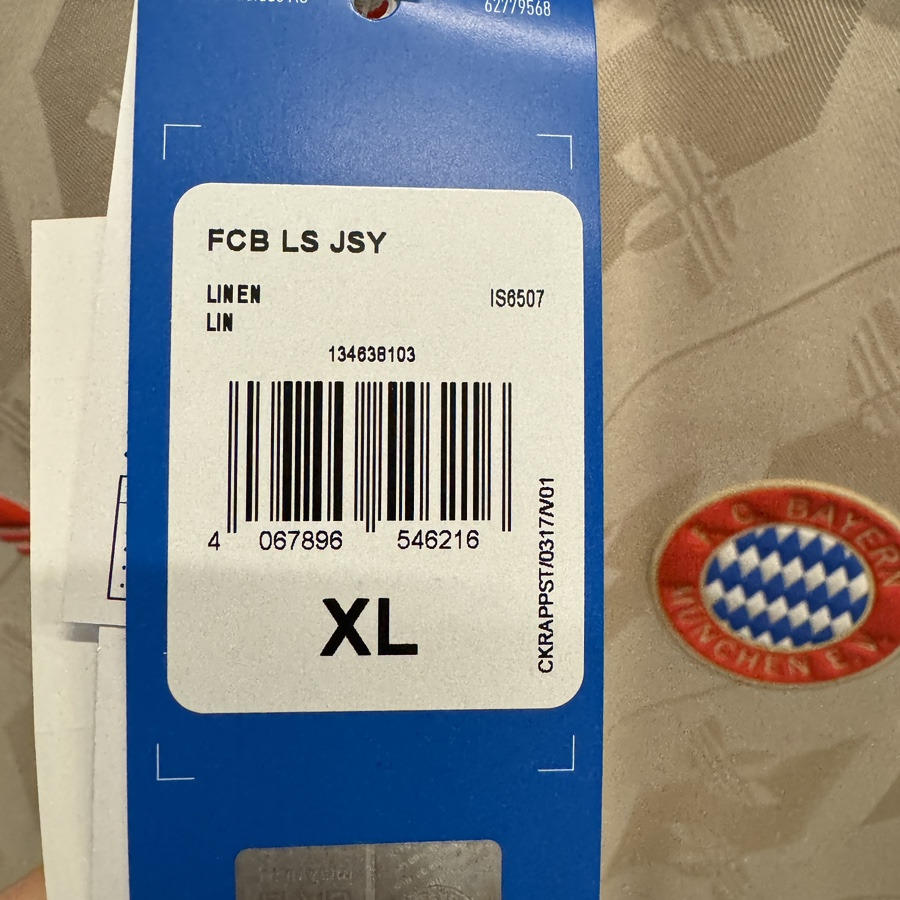 62779568
FCB LS JSY
LINEN
IS6507
LIN
134638103
4 067896 546216
XL
CKRAPPST/0317/V01
F.C. BAYERN
MÜNCHEN E.V.